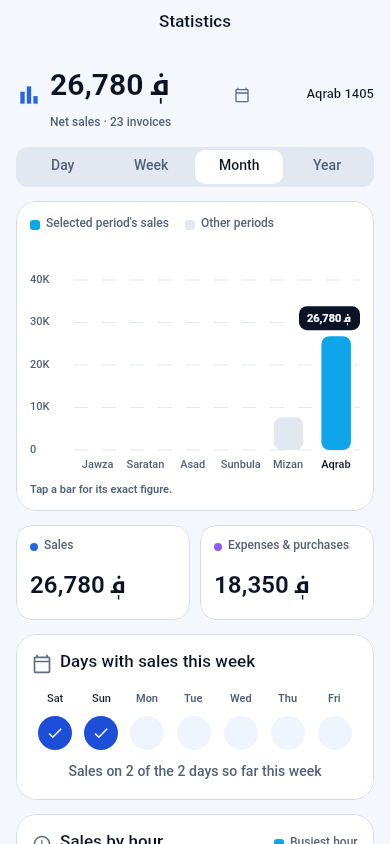 Statistics
26,780 ؋
Aqrab 1405
Net sales · 23 invoices
Day Week Month Year
Selected period's sales Other periods
40K
30K
26,780 ؋
20K
10K
0
Jawza Saratan Asad Sunbula Mizan Aqrab
Tap a bar for its exact figure.
Sales
26,780 ؋
Expenses & purchases
18,350 ؋
Days with sales this week
Sat Sun Mon Tue Wed Thu Fri
Sales on 2 of the 2 days so far this week
Sales by hour
Busiest hour